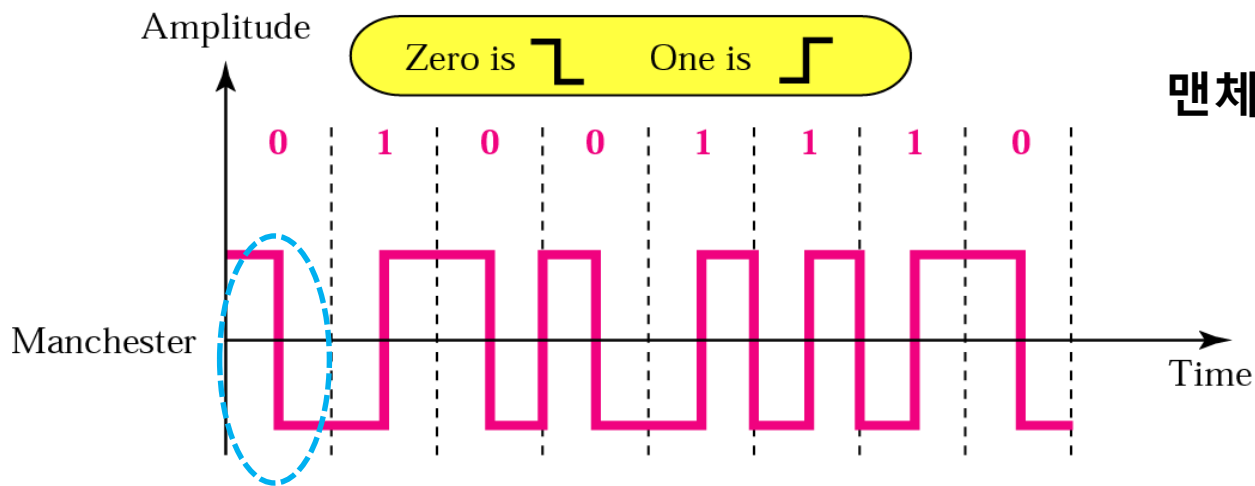 Amplitude
Zero is One is
맨체
0 1 0 0 1 1 1 0
Manchester
Time